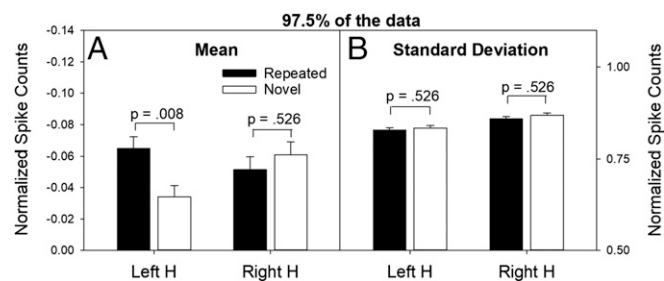 97.5% of the data
A Mean
B Standard Deviation
Normalized Spike Counts
-0.14
-0.12
-0.10
-0.08
-0.06
-0.04
-0.02
0.00
Repeated
Novel
p = .008
p = .526
p = .526
p = .526
1.00
0.75
0.50
Normalized Spike Counts
Left H
Right H
Left H
Right H